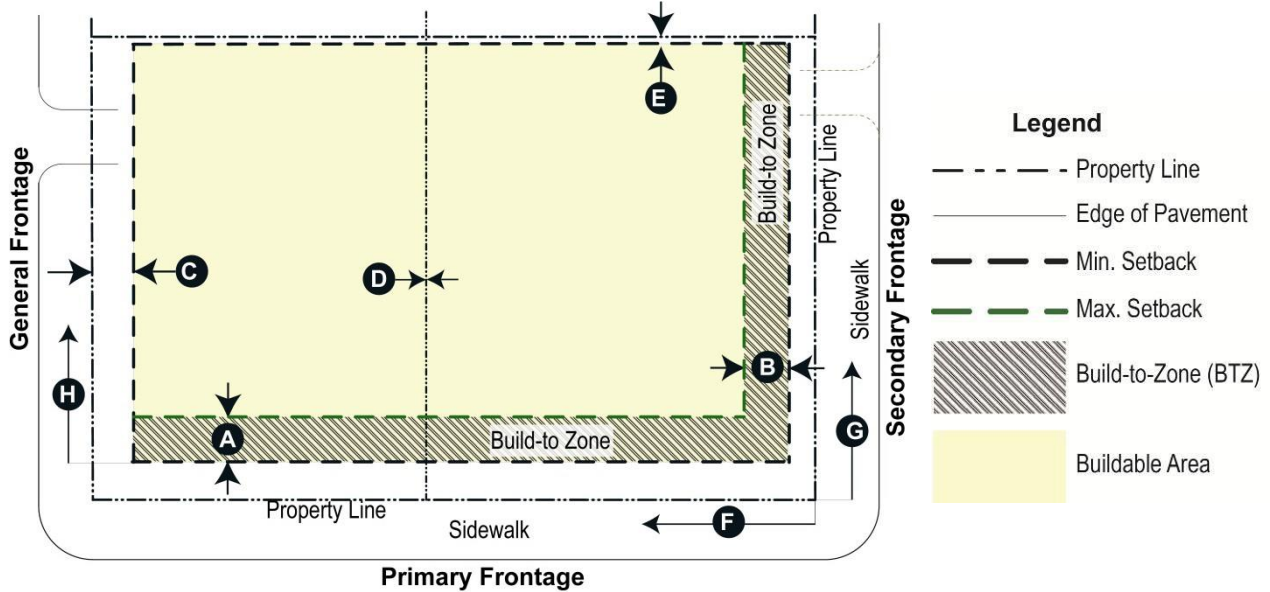 E
Build-to Zone
Property Line
General Frontage
C
D
Sidewalk
Secondary Frontage
B
H
A
Build-to Zone
G
Property Line
Sidewalk
F
Primary Frontage
Legend
Property Line
Edge of Pavement
Min. Setback
Max. Setback
Build-to-Zone (BTZ)
Buildable Area